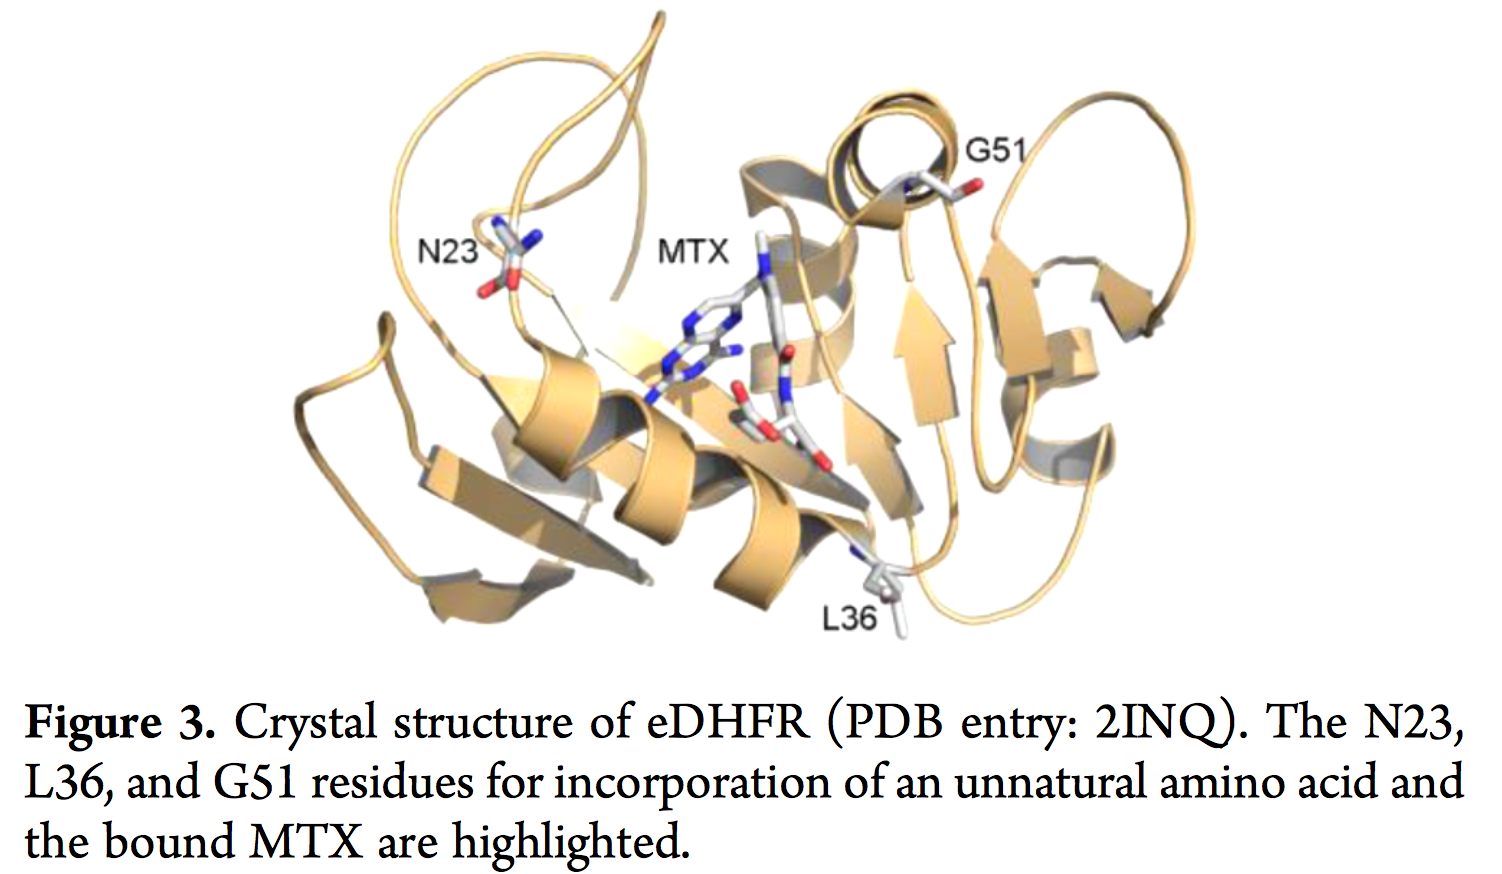 G51
N23
MTX
L36
Figure 3. Crystal structure of eDHFR (PDB entry: 2INQ). The N23,
L36, and G51 residues for incorporation of an unnatural amino acid and
the bound MTX are highlighted.